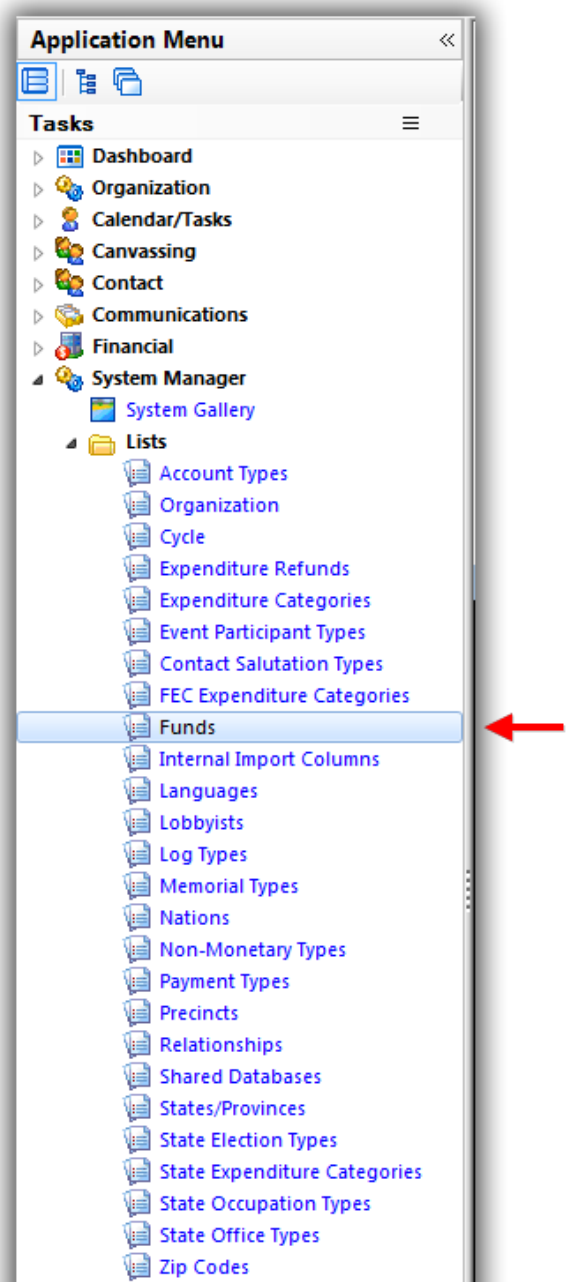 Application Menu
Tasks
Dashboard
Organization
Calendar/Tasks
Canvassing
Contact
Communications
Financial
System Manager
System Gallery
Lists
Account Types
Organization
Cycle
Expenditure Refunds
Expenditure Categories
Event Participant Types
Contact Salutation Types
FEC Expenditure Categories
Funds
Internal Import Columns
Languages
Lobbyists
Log Types
Memorial Types
Nations
Non-Monetary Types
Payment Types
Precincts
Relationships
Shared Databases
States/Provinces
State Election Types
State Expenditure Categories
State Occupation Types
State Office Types
Zip Codes